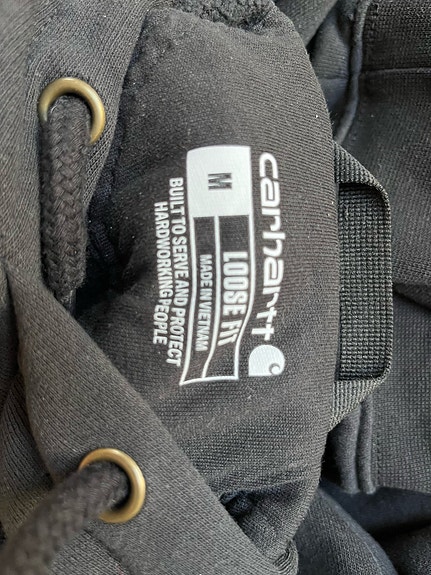 carhartt
M
LOOSE FIT
MADE IN VIETNAM
BUILT TO SERVE AND PROTECT
HARDWORKING PEOPLE